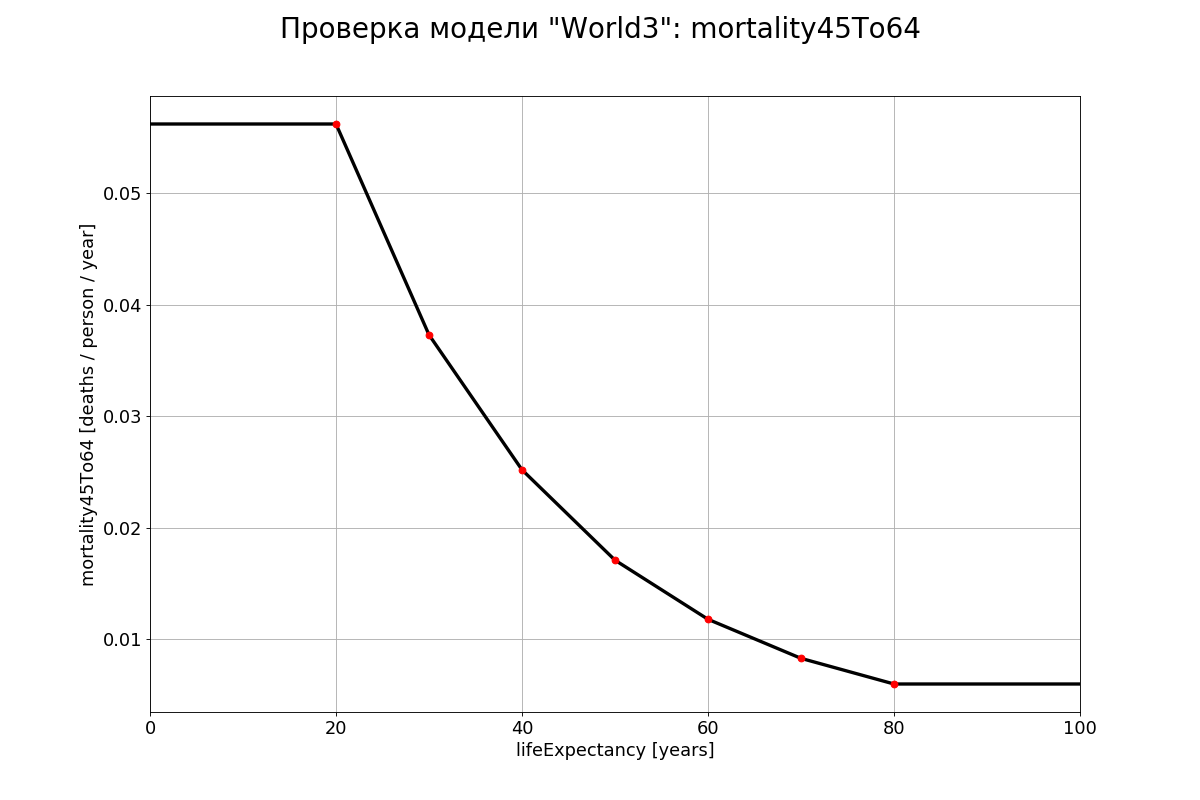 Проверка модели "World3": mortality45To64
mortality45To64 [deaths / person / year]
0.05
0.04
0.03
0.02
0.01
0 20 40 60 80 100
lifeExpectancy [years]